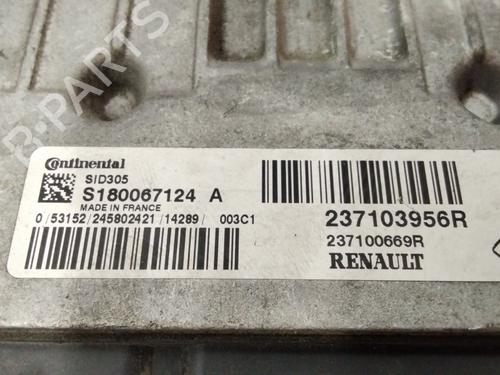 B-PARTS
Continental
SID305
S180067124 A
MADE IN FRANCE
0/53152/245802421/14289/ 003C1
237103956R
237100669R
RENAULT